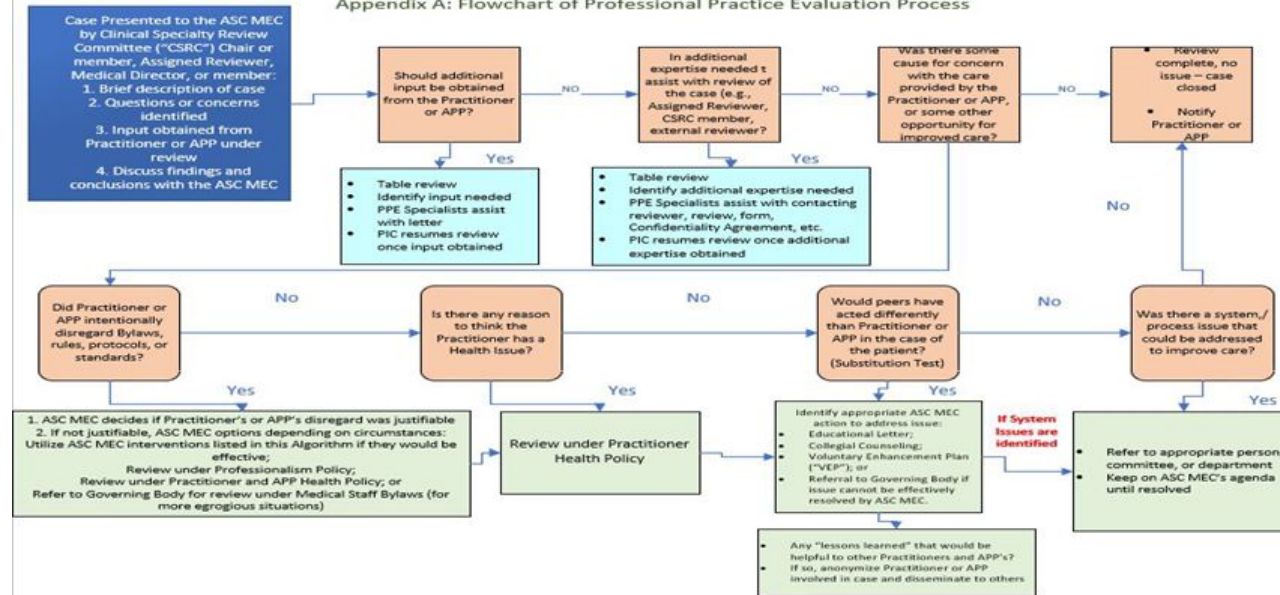 Appendix A: Flowchart of Professional Practice Evaluation Process
Case Presented to the ASC MEC
by Clinical Specialty Review
Committee ("CSRC") Chair or
member, Assigned Reviewer,
Medical Director, or member:
1. Brief description of case
2. Questions or concerns
identified
3. Input obtained from
Practitioner or APP under
review
4. Discuss findings and
conclusions with the ASC MEC
Should additional
input be obtained
from the Practitioner
or APP?
NO
In additional
expertise needed t
assist with review of
the case (e.g.,
Assigned Reviewer,
CSRC member,
external reviewer?
NO
Was there some
cause for concern
with the care
provided by the
Practitioner or APP,
or some other
opportunity for
improved care?
NO
• Review
complete, no
issue – case
closed
• Notify
Practitioner or
APP
Yes
• Table review
• Identify input needed
• PPE Specialists assist
with letter
• PIC resumes review
once input obtained
Yes
• Table review
• Identify additional expertise needed
• PPE Specialists assist with contacting
reviewer, review, form,
Confidentiality Agreement, etc.
• PIC resumes review once additional
expertise obtained
No
Did Practitioner or
APP intentionally
disregard Bylaws,
rules, protocols, or
standards?
No
Is there any reason
to think the
Practitioner has a
Health Issue?
No
Would peers have
acted differently
than Practitioner or
APP in the case of
the patient?
(Substitution Test)
No
Was there a system,/
process issue that
could be addressed
to improve care?
Yes
1. ASC MEC decides if Practitioner's or APP's disregard was justifiable
2. If not justifiable, ASC MEC options depending on circumstances:
Utilize ASC MEC interventions listed in this Algorithm if they would be
effective;
Review under Professionalism Policy;
Review under Practitioner and APP Health Policy; or
Refer to Governing Body for review under Medical Staff Bylaws (for
more egrogious situations)
Yes
Review under Practitioner
Health Policy
Yes
Identify appropriate ASC MEC
action to address issue:
• Educational Letter;
• Collegial Counseling;
• Voluntary Enhancement Plan
("VEP"); or
• Referral to Governing Body if
issue cannot be effectively
resolved by ASC MEC.
If System
Issues are
identified
Yes
• Refer to appropriate person
committee, or department
• Keep on ASC MEC's agenda
until resolved
• Any "lessons learned" that would be
helpful to other Practitioners and APP's?
• If so, anonymize Practitioner or APP
involved in case and disseminate to others